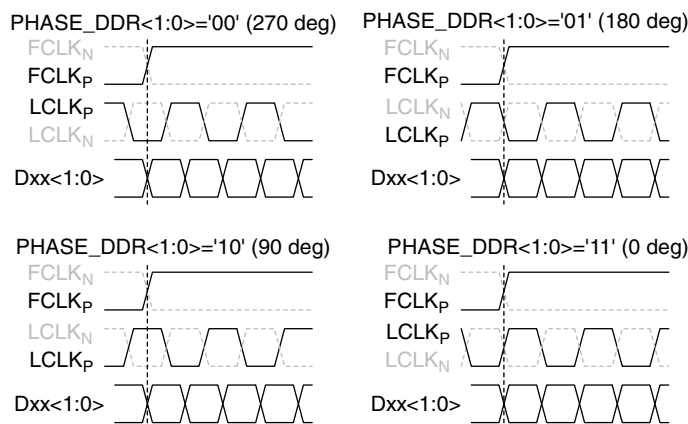 PHASE_DDR<1:0>='00' (270 deg)
FCLKN
FCLKP
LCLKP
LCLKN
Dxx<1:0>
PHASE_DDR<1:0>='01' (180 deg)
FCLKN
FCLKP
LCLKN
LCLKP
Dxx<1:0>
PHASE_DDR<1:0>='10' (90 deg)
FCLKN
FCLKP
LCLKN
LCLKP
Dxx<1:0>
PHASE_DDR<1:0>='11' (0 deg)
FCLKN
FCLKP
LCLKP
LCLKN
Dxx<1:0>